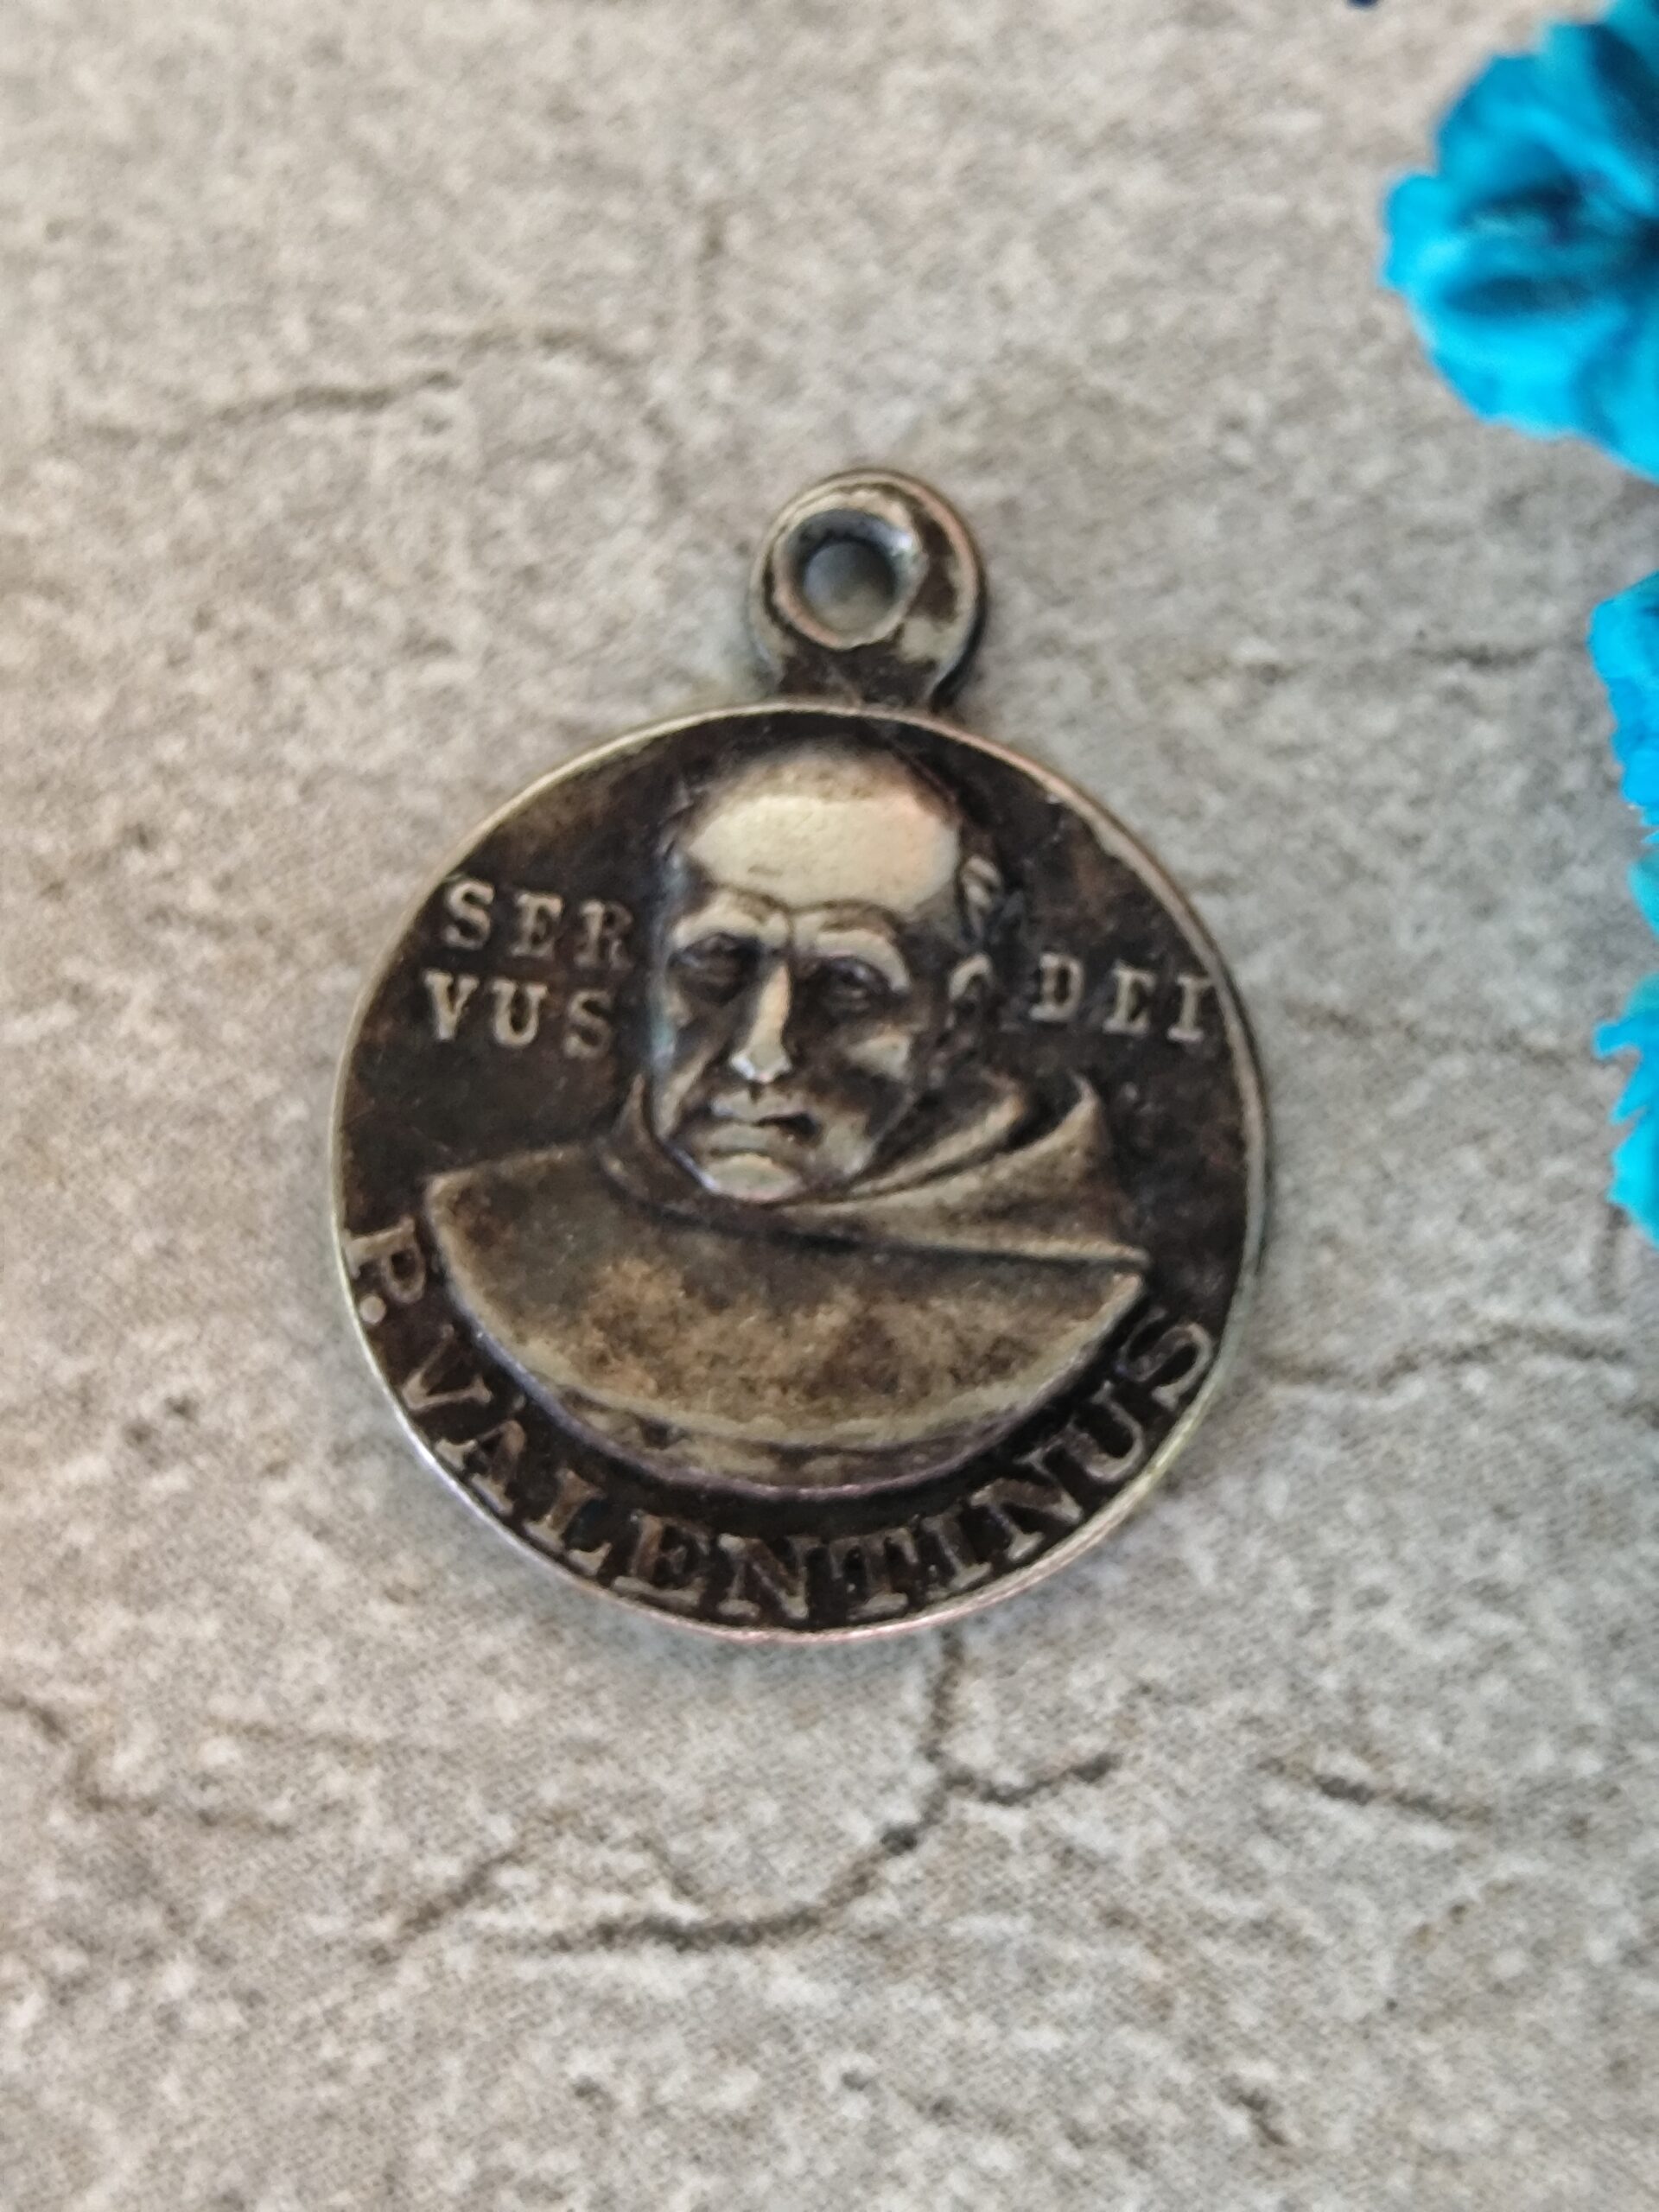 SER
VUS
DEI
P. VALENTINUS